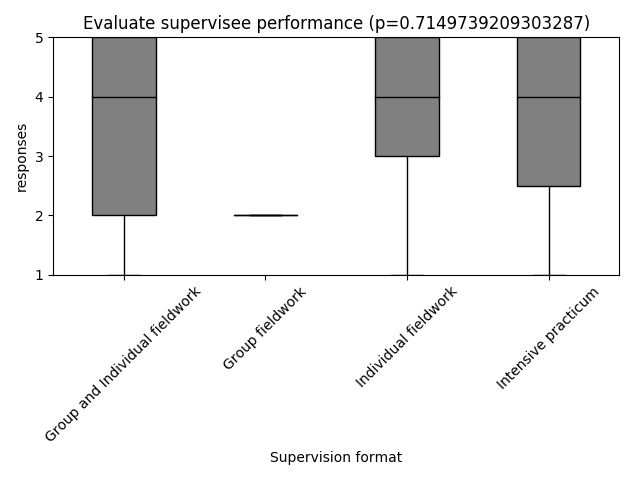 Evaluate supervisee performance (p=0.7149739209303287)
5
4
3
2
1
responses
Group and Individual fieldwork
Group fieldwork
Individual fieldwork
Intensive practicum
Supervision format